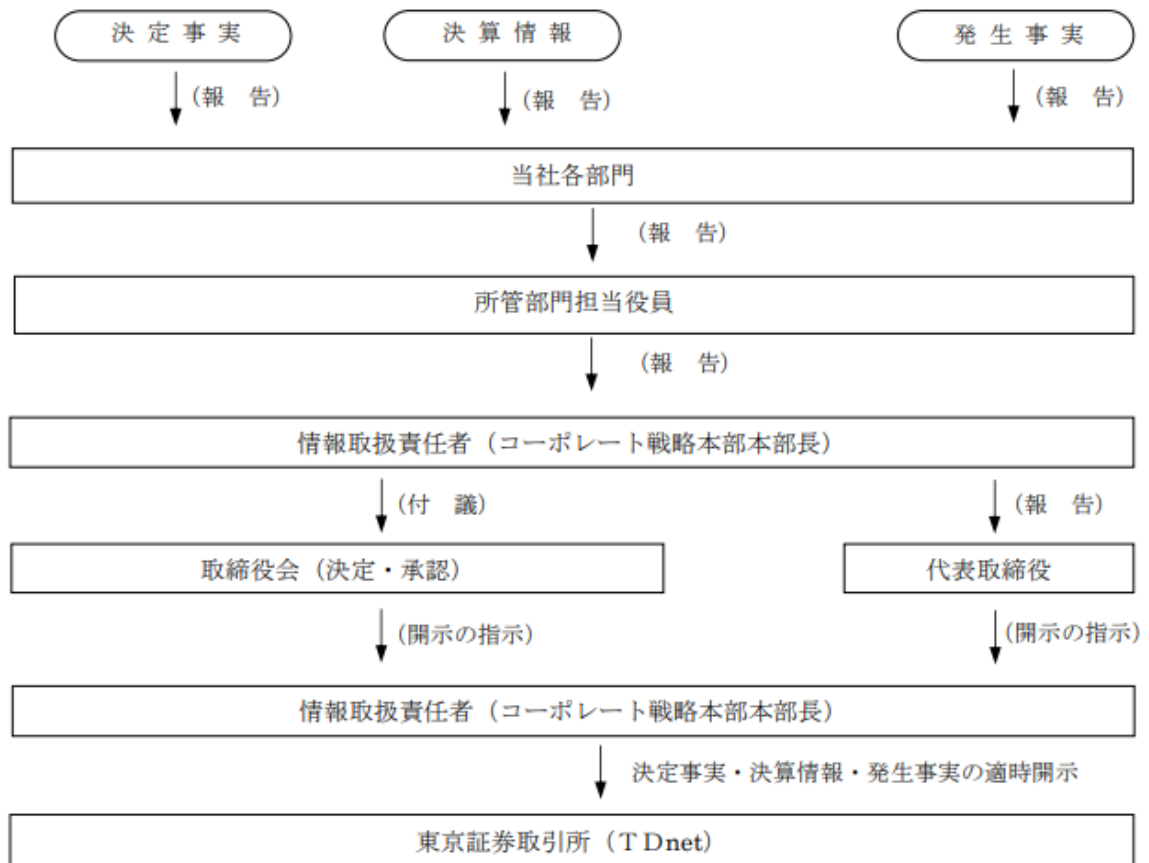 決定事実 決算情報 発生事実
(報 告) (報 告) (報 告)
当社各部門
(報 告)
所管部門担当役員
(報 告)
情報取扱責任者(コーポレート戦略本部本部長)
(付 議) (報 告)
取締役会(決定・承認) 代表取締役
(開示の指示) (開示の指示)
情報取扱責任者(コーポレート戦略本部本部長)
決定事実・決算情報・発生事実の適時開示
東京証券取引所(TDnet)